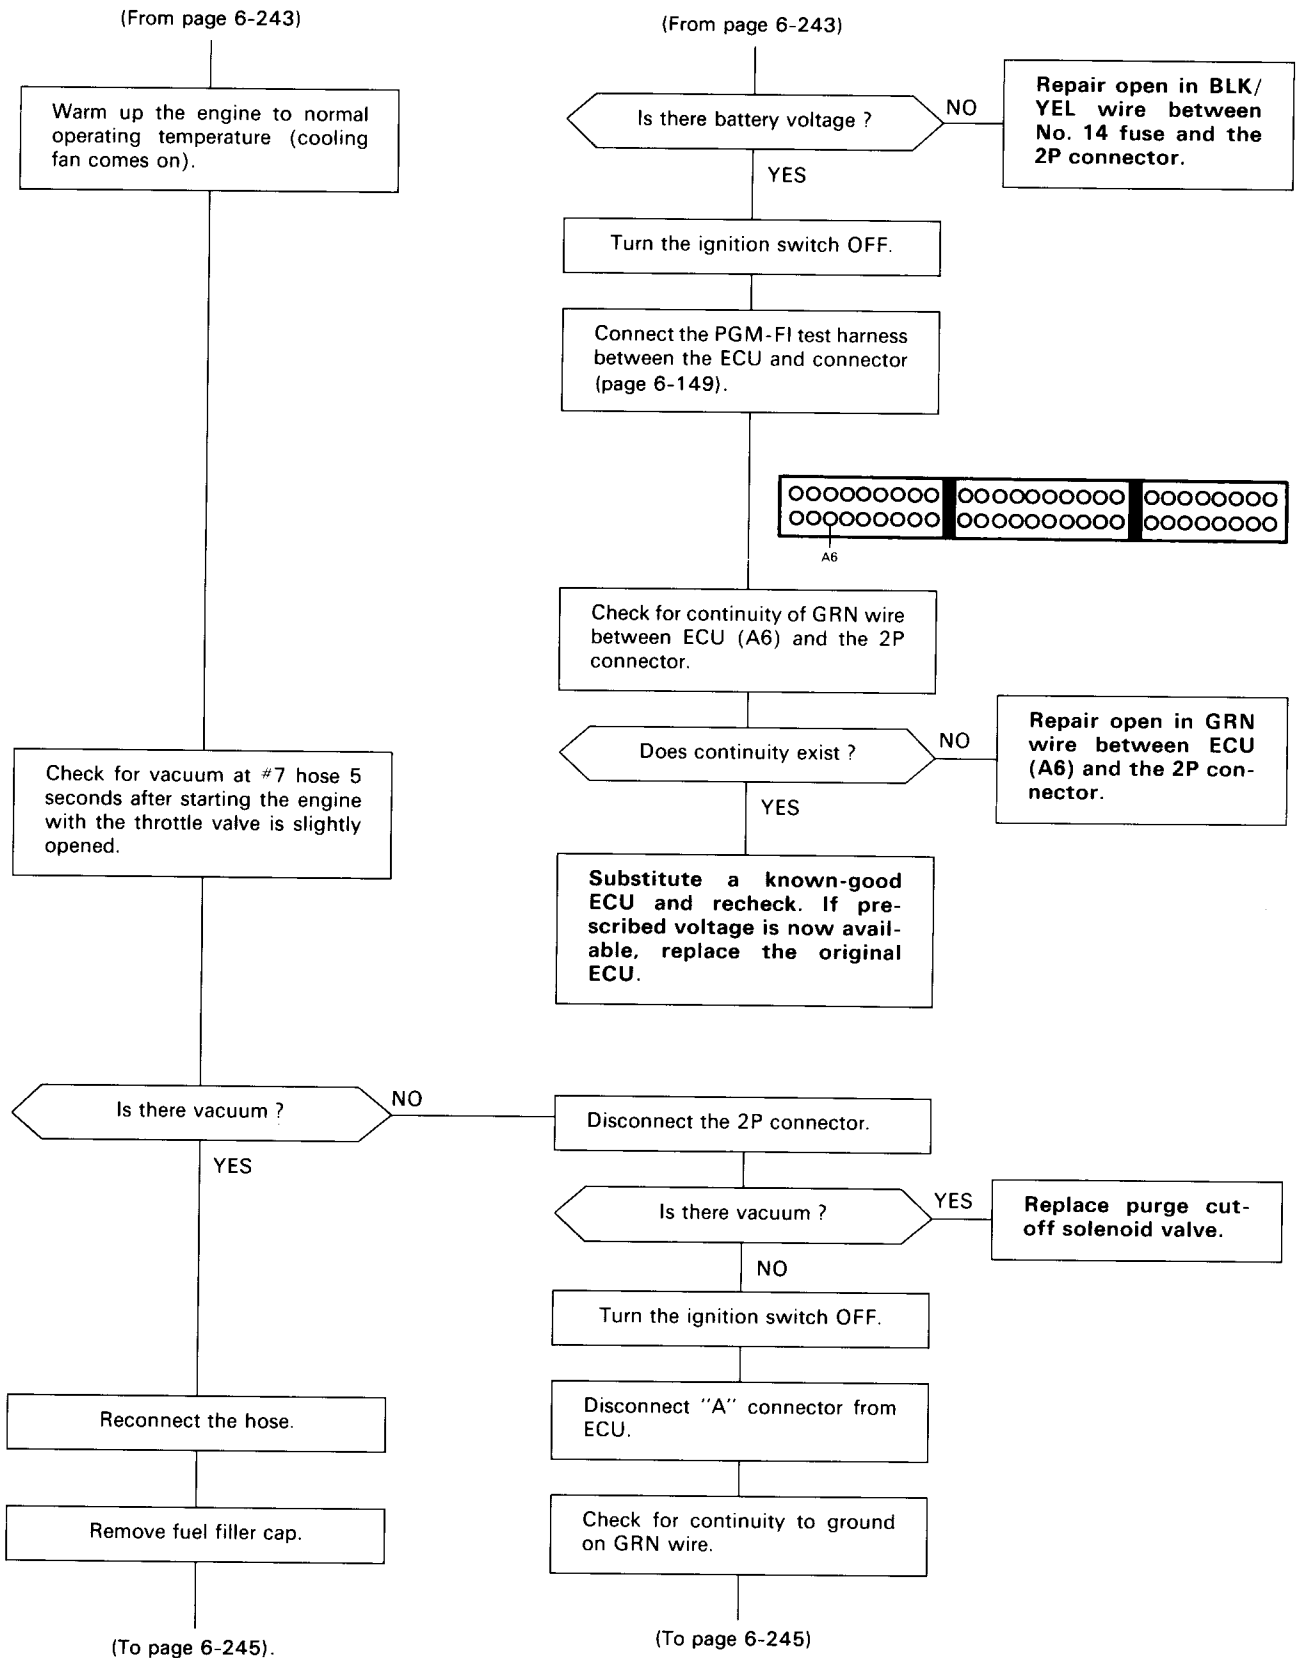 (From page 6-243)
Warm up the engine to normal
operating temperature (cooling
fan comes on).
Check for vacuum at #7 hose 5
seconds after starting the engine
with the throttle valve is slightly
opened.
Is there vacuum ?
NO
YES
Reconnect the hose.
Remove fuel filler cap.
(To page 6-245).
(From page 6-243)
Is there battery voltage ?
NO
Repair open in BLK/
YEL wire between
No. 14 fuse and the
2P connector.
YES
Turn the ignition switch OFF.
Connect the PGM-FI test harness
between the ECU and connector
(page 6-149).
A6
Check for continuity of GRN wire
between ECU (A6) and the 2P
connector.
Does continuity exist ?
NO
Repair open in GRN
wire between ECU
(A6) and the 2P con-
nector.
YES
Substitute a known-good
ECU and recheck. If pre-
scribed voltage is now avail-
able, replace the original
ECU.
Disconnect the 2P connector.
Is there vacuum ?
YES
Replace purge cut-
off solenoid valve.
NO
Turn the ignition switch OFF.
Disconnect "A" connector from
ECU.
Check for continuity to ground
on GRN wire.
(To page 6-245)